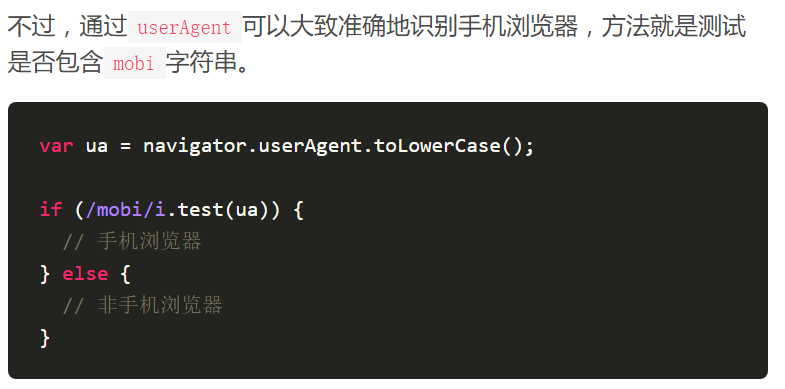 不过，通过 userAgent 可以大致准确地识别手机浏览器，方法就是测试
是否包含 mobi 字符串。
var ua = navigator.userAgent.toLowerCase();
if (/mobi/i.test(ua)) {
  // 手机浏览器
} else {
  // 非手机浏览器
}